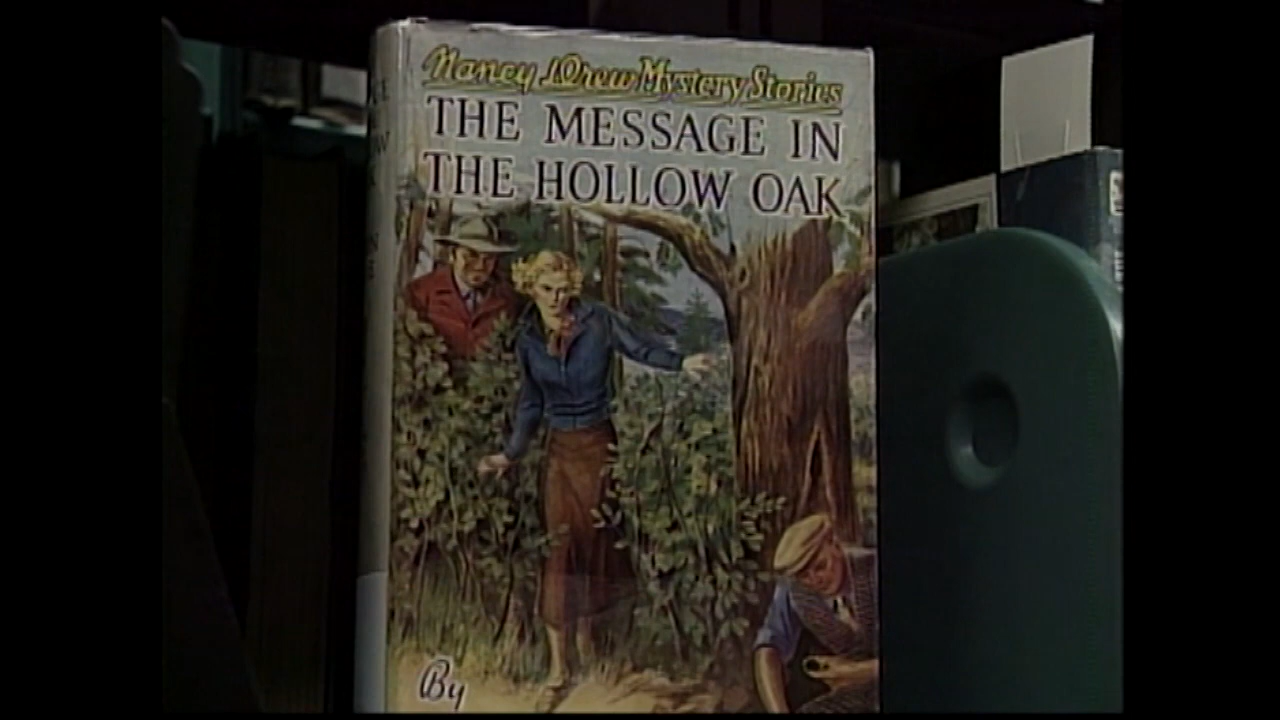 Nancy Drew Mystery Stories
THE MESSAGE IN
THE HOLLOW OAK
By